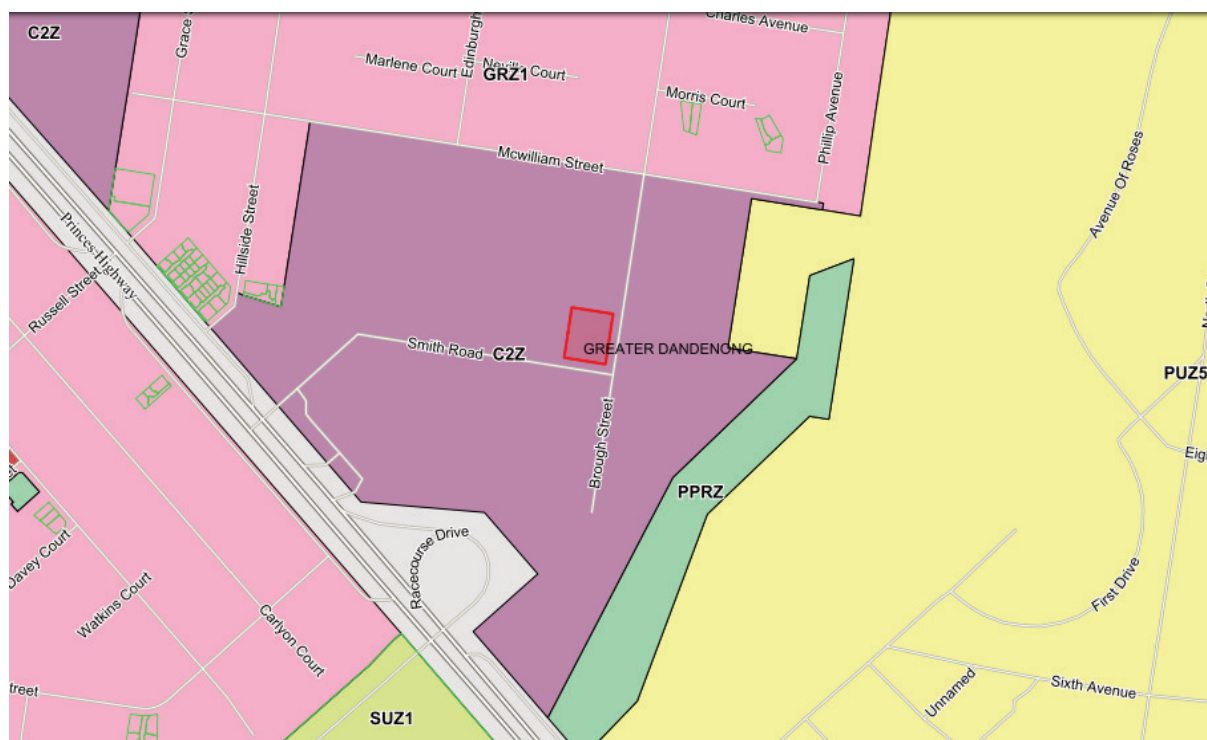 C2Z
Grace
Edinburgh
Charles Avenue
Marlene Court
Neville Court
GRZ1
Morris Court
Phillip Avenue
Mcwilliam Street
Avenue Of Roses
Hillside Street
Princes Highway
Russell Street
Smith Road
C2Z
GREATER DANDENONG
PUZ5
Brough Street
Eig
PPRZ
Racecourse Drive
Davey Court
Watkins Court
Carlyon Court
First Drive
Unnamed
Sixth Avenue
treet
SUZ1